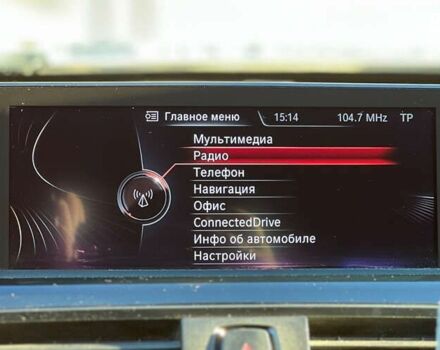 Главное меню 15:14 104.7 MHz TP
Мультимедиа
Радио
Телефон
Навигация
Офис
ConnectedDrive
Инфо об автомобиле
Настройки